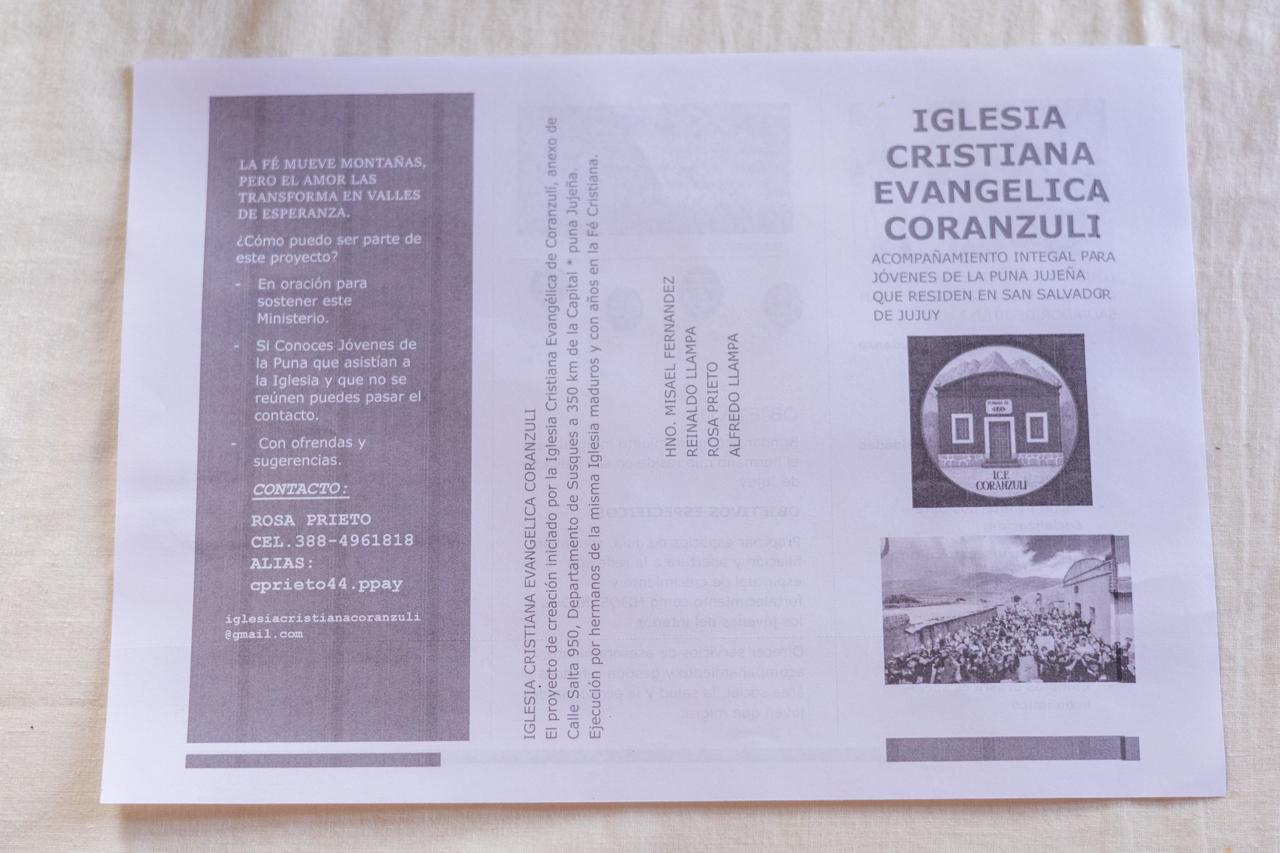 LA FÉ MUEVE MONTAÑAS,
PERO EL AMOR LAS
TRANSFORMA EN VALLES
DE ESPERANZA.
¿Cómo puedo ser parte de
este proyecto?
- En oración para
sostener este
Ministerio.
- SI Conoces Jóvenes de
la Puna que asistían a
la Iglesia y que no se
reúnen puedes pasar el
contacto.
- Con ofrendas y
sugerencias.
CONTACTO:
ROSA PRIETO
CEL.388-4961818
ALIAS:
cprieto44.ppay
iglesiacristianacoranzuli
@gmail.com
IGLESIA CRISTIANA EVANGELICA CORANZULI
El proyecto de creación iniciado por la Iglesia Cristiana Evangélica de Coranzulí, anexo de
Calle Salta 950, Departamento de Susques a 350 km de la Capital * puna Jujeña.
Ejecución por hermanos de la misma Iglesia maduros y con años en la Fé Cristiana.
HNO. MISAEL FERNANDEZ
REINALDO LLAMPA
ROSA PRIETO
ALFREDO LLAMPA
IGLESIA
CRISTIANA
EVANGELICA
CORANZULI
ACOMPAÑAMIENTO INTEGAL PARA
JÓVENES DE LA PUNA JUJEÑA
QUE RESIDEN EN SAN SALVADOR
DE JUJUY
I.C.E
CORANZULI